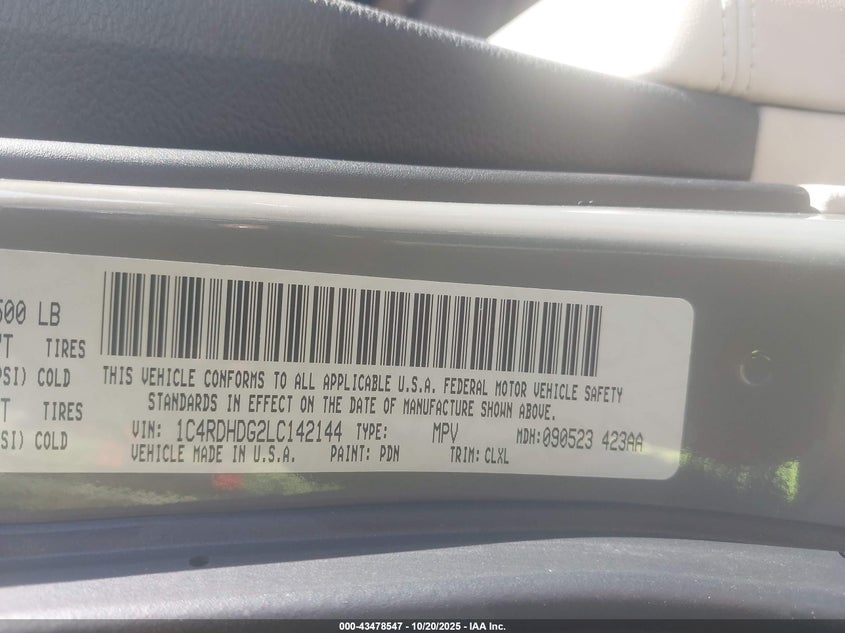 500 LB
TIRES
PSI) COLD
TIRES
SI) COLD
THIS VEHICLE CONFORMS TO ALL APPLICABLE U.S.A. FEDERAL MOTOR VEHICLE SAFETY
STANDARDS IN EFFECT ON THE DATE OF MANUFACTURE SHOWN ABOVE.
VIN: 1C4RDHDG2LC142144 TYPE: MPV MDH:090523 423AA
VEHICLE MADE IN U.S.A. PAINT: PDN TRIM: CLXL
000-43478547 - 10/20/2025 - IAA Inc.